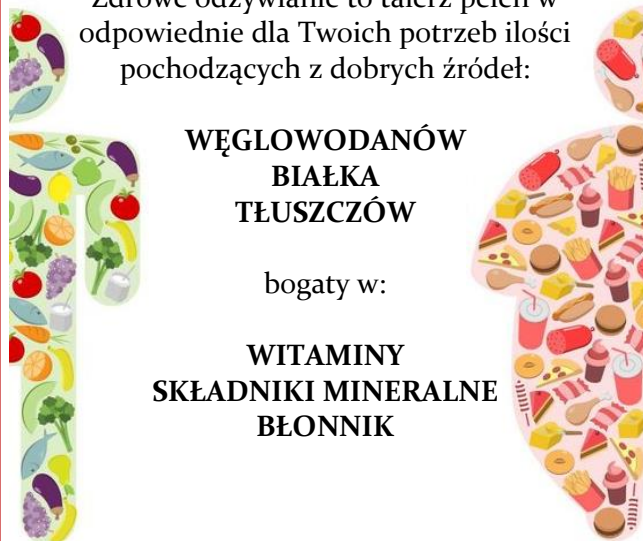 Zdrowe odżywianie to talerz pełen w
odpowiednie dla Twoich potrzeb ilości
pochodzących z dobrych źródeł:
WĘGLOWODANÓW
BIAŁKA
TŁUSZCZÓW
bogaty w:
WITAMINY
SKŁADNIKI MINERALNE
BŁONNIK